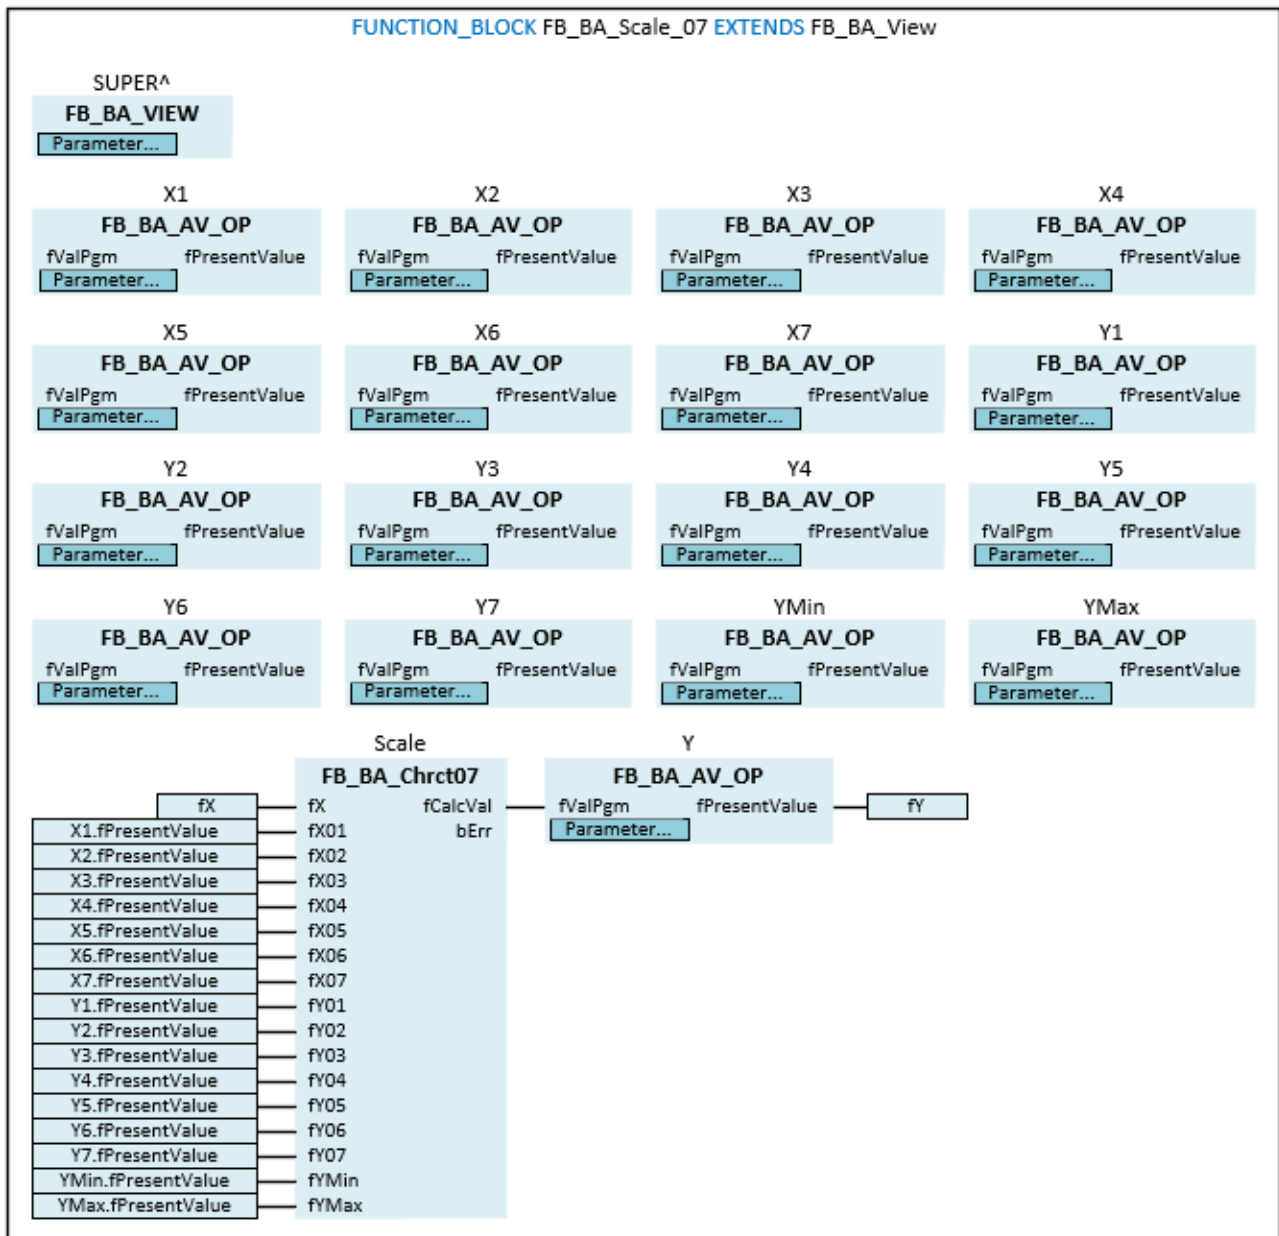 FUNCTION_BLOCK FB_BA_Scale_07 EXTENDS FB_BA_View
SUPER^
FB_BA_VIEW
Parameter...
X1 X2 X3 X4
FB_BA_AV_OP FB_BA_AV_OP FB_BA_AV_OP FB_BA_AV_OP
fValPgm fPresentValue fValPgm fPresentValue fValPgm fPresentValue fValPgm fPresentValue
Parameter... Parameter... Parameter... Parameter...
X5 X6 X7 Y1
FB_BA_AV_OP FB_BA_AV_OP FB_BA_AV_OP FB_BA_AV_OP
fValPgm fPresentValue fValPgm fPresentValue fValPgm fPresentValue fValPgm fPresentValue
Parameter... Parameter... Parameter... Parameter...
Y2 Y3 Y4 Y5
FB_BA_AV_OP FB_BA_AV_OP FB_BA_AV_OP FB_BA_AV_OP
fValPgm fPresentValue fValPgm fPresentValue fValPgm fPresentValue fValPgm fPresentValue
Parameter... Parameter... Parameter... Parameter...
Y6 Y7 YMin YMax
FB_BA_AV_OP FB_BA_AV_OP FB_BA_AV_OP FB_BA_AV_OP
fValPgm fPresentValue fValPgm fPresentValue fValPgm fPresentValue fValPgm fPresentValue
Parameter... Parameter... Parameter... Parameter...
Scale Y
FB_BA_Chrct07 FB_BA_AV_OP
fX fX fCalcVal fValPgm fPresentValue fY
X1.fPresentValue fX01 bErr Parameter...
X2.fPresentValue fX02
X3.fPresentValue fX03
X4.fPresentValue fX04
X5.fPresentValue fX05
X6.fPresentValue fX06
X7.fPresentValue fX07
Y1.fPresentValue fY01
Y2.fPresentValue fY02
Y3.fPresentValue fY03
Y4.fPresentValue fY04
Y5.fPresentValue fY05
Y6.fPresentValue fY06
Y7.fPresentValue fY07
YMin.fPresentValue fYMin
YMax.fPresentValue fYMax